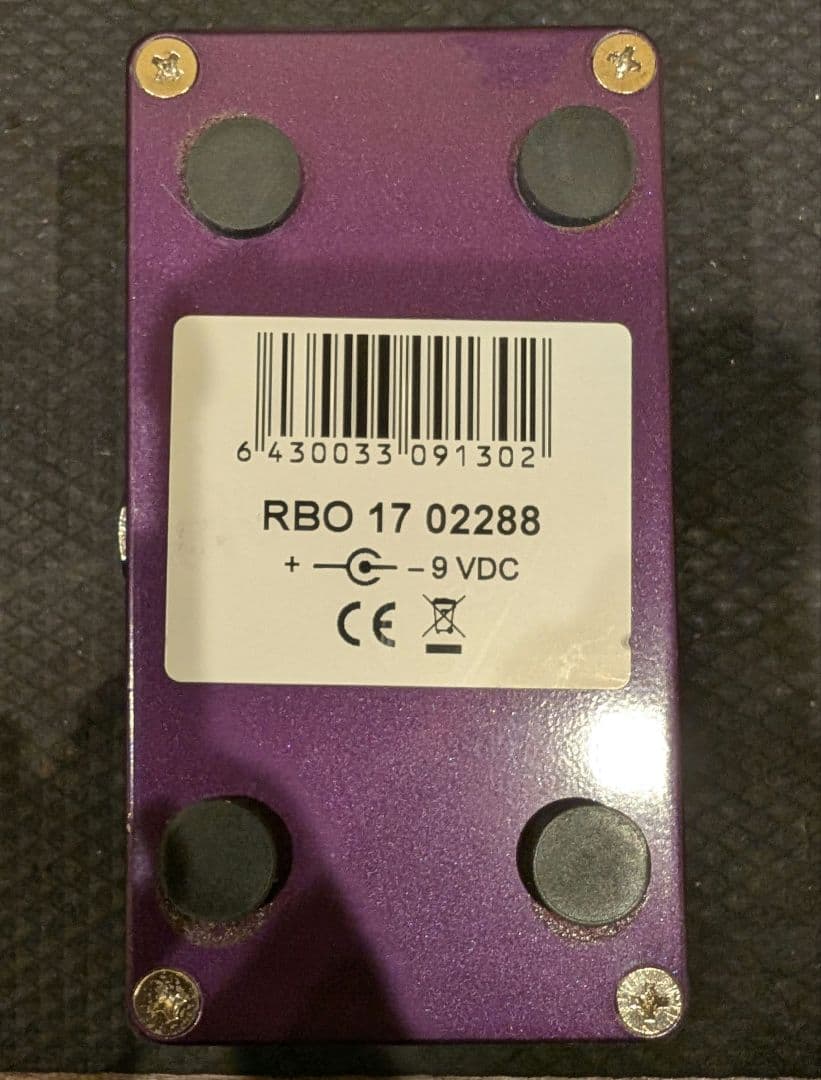 6 430033 091302
RBO 17 02288
+ – 9 VDC
CE